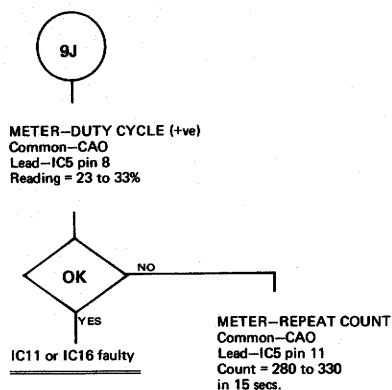 9J
METER—DUTY CYCLE (+ve)
Common—CAO
Lead—IC5 pin 8
Reading = 23 to 33%
OK
NO
YES
IC11 or IC16 faulty
METER—REPEAT COUNT
Common—CAO
Lead—IC5 pin 11
Count = 280 to 330
in 15 secs.